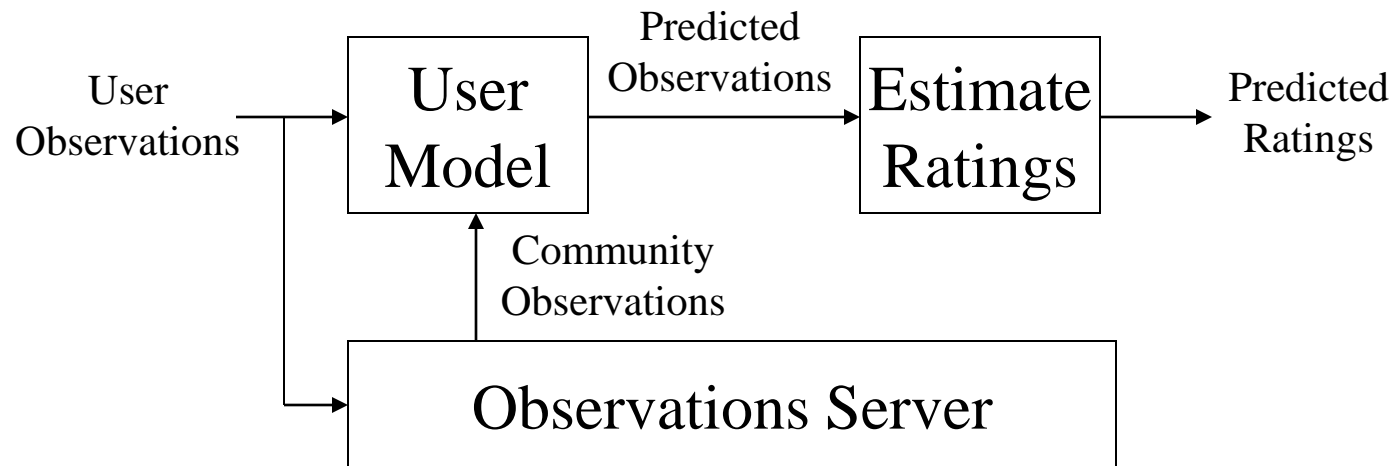 User
Observations
User
Model
Predicted
Observations
Estimate
Ratings
Predicted
Ratings
Community
Observations
Observations Server